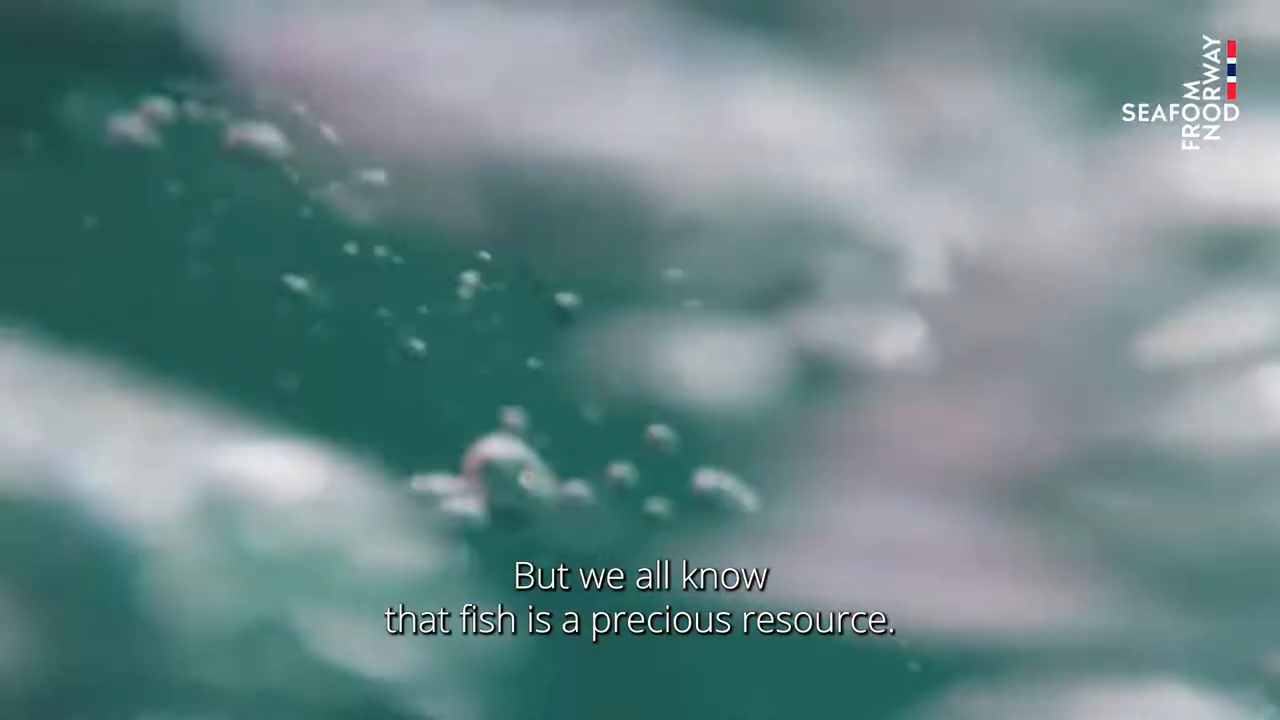 SEAFOOD
FROM
NORWAY
But we all know
that fish is a precious resource.